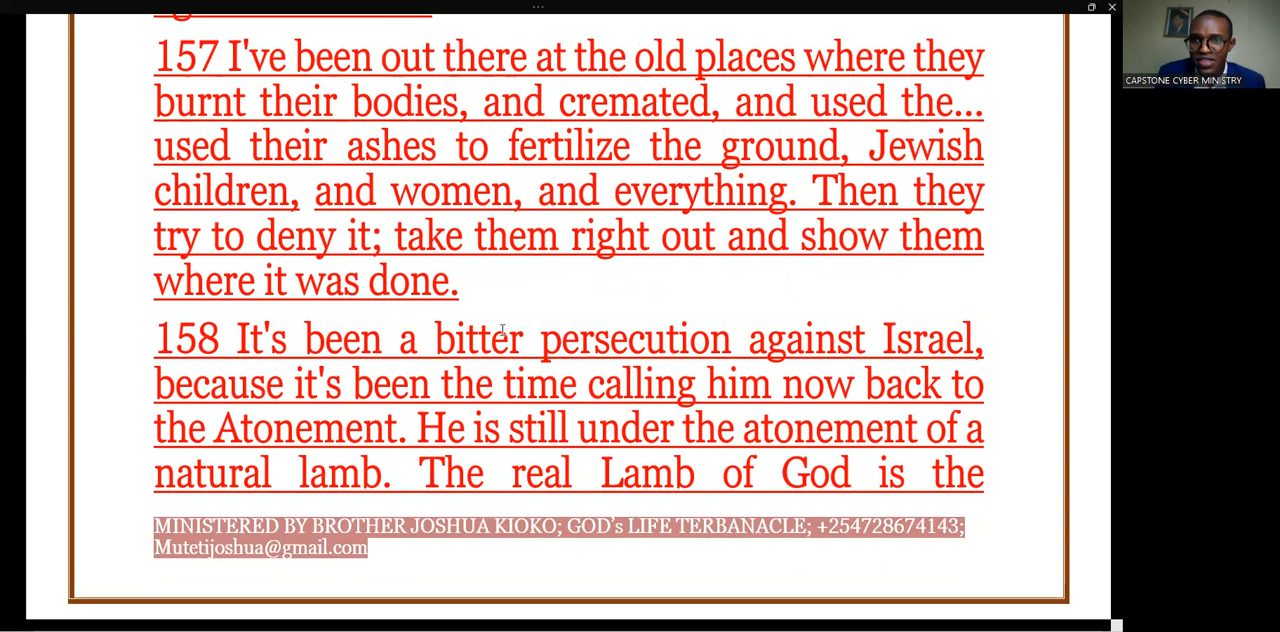 157 I've been out there at the old places where they
burnt their bodies, and cremated, and used the...
used their ashes to fertilize the ground, Jewish
children, and women, and everything. Then they
try to deny it; take them right out and show them
where it was done.
158 It's been a bitter persecution against Israel,
because it's been the time calling him now back to
the Atonement. He is still under the atonement of a
natural lamb. The real Lamb of God is the
MINISTERED BY BROTHER JOSHUA KIOKO; GOD's LIFE TERBANACLE; +254728674143;
Mutetijoshua@gmail.com
CAPSTONE CYBER MINISTRY